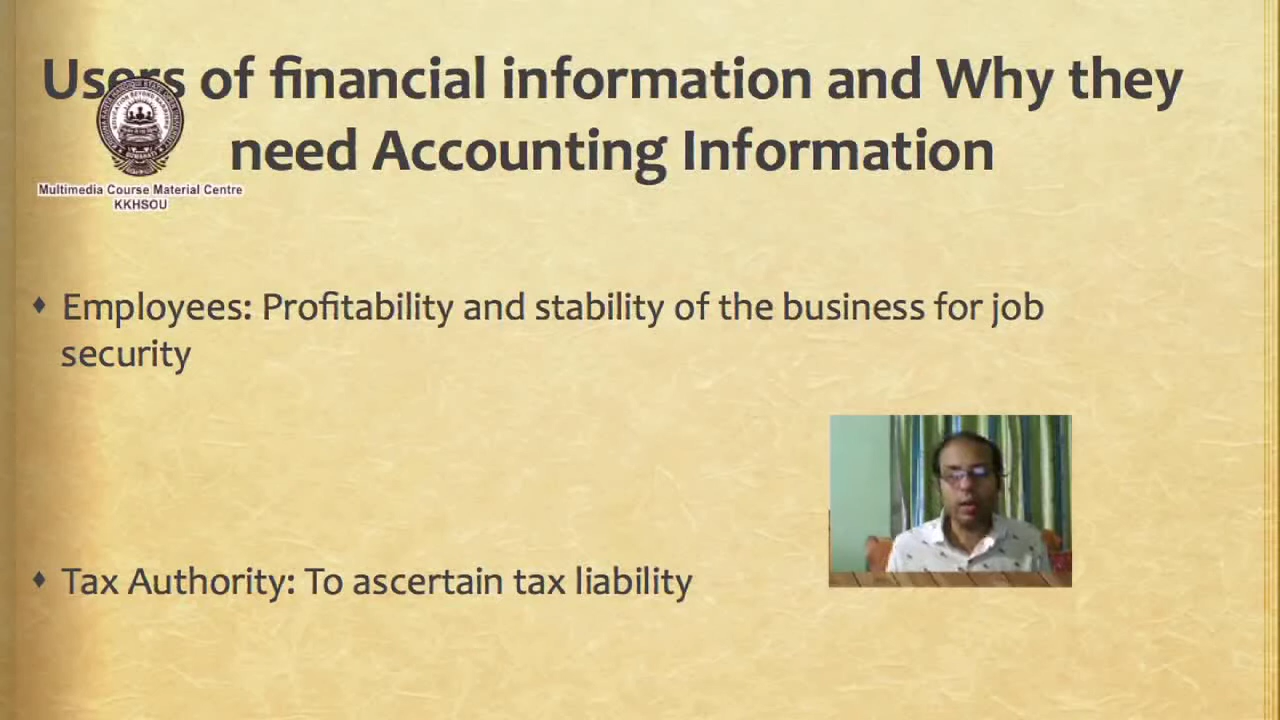 Users of financial information and Why they
need Accounting Information
Multimedia Course Material Centre
KKHSOU
Employees: Profitability and stability of the business for job
security
Tax Authority: To ascertain tax liability